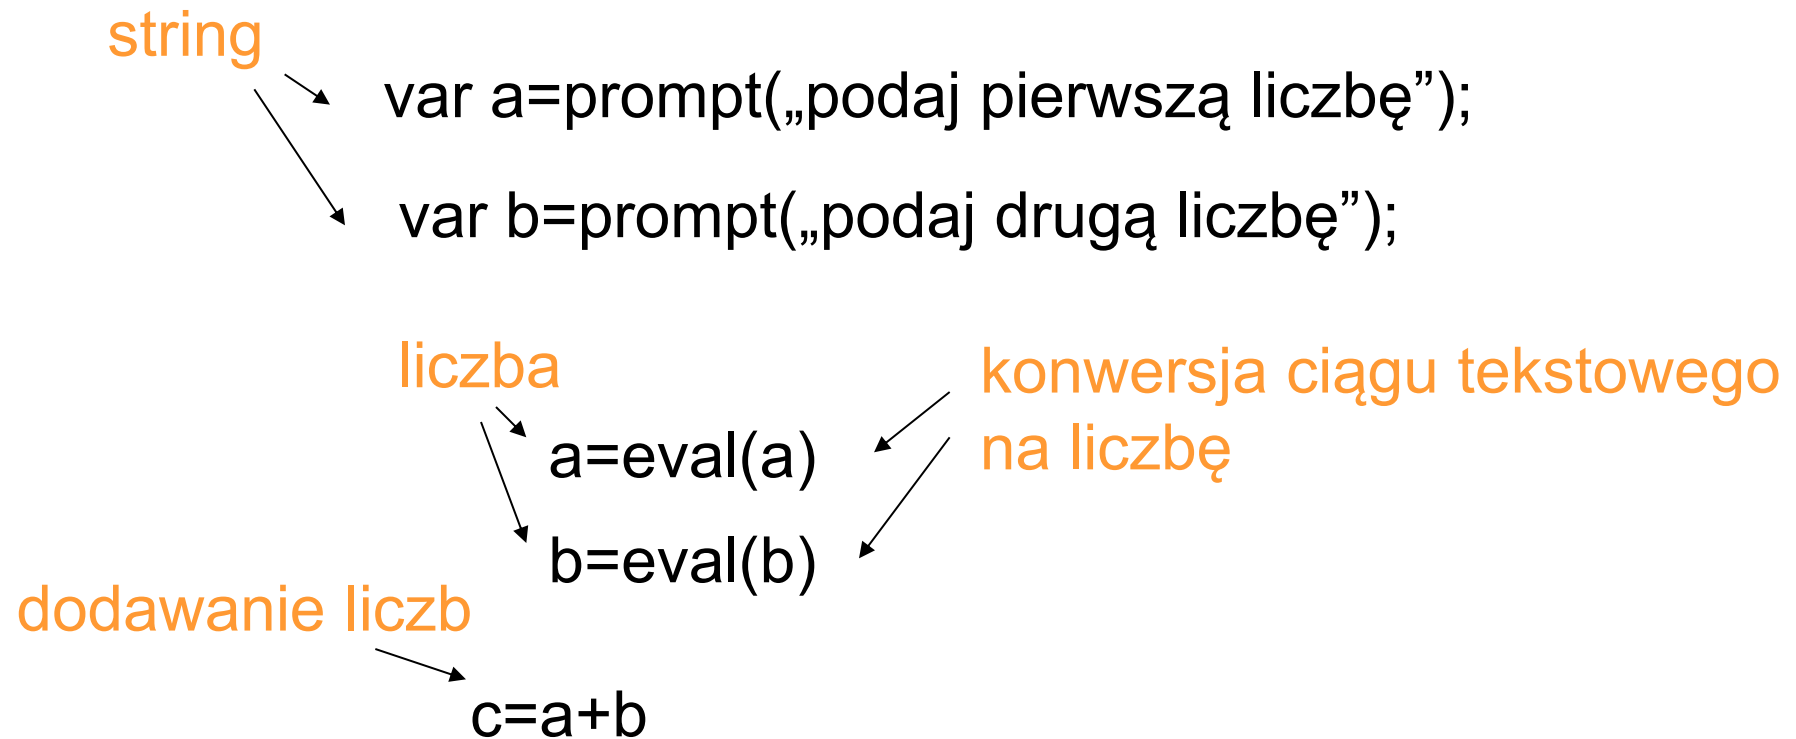 string
var a=prompt(„podaj pierwszą liczbę”);
var b=prompt(„podaj drugą liczbę”);
liczba
konwersja ciągu tekstowego
na liczbę
a=eval(a)
b=eval(b)
dodawanie liczb
c=a+b